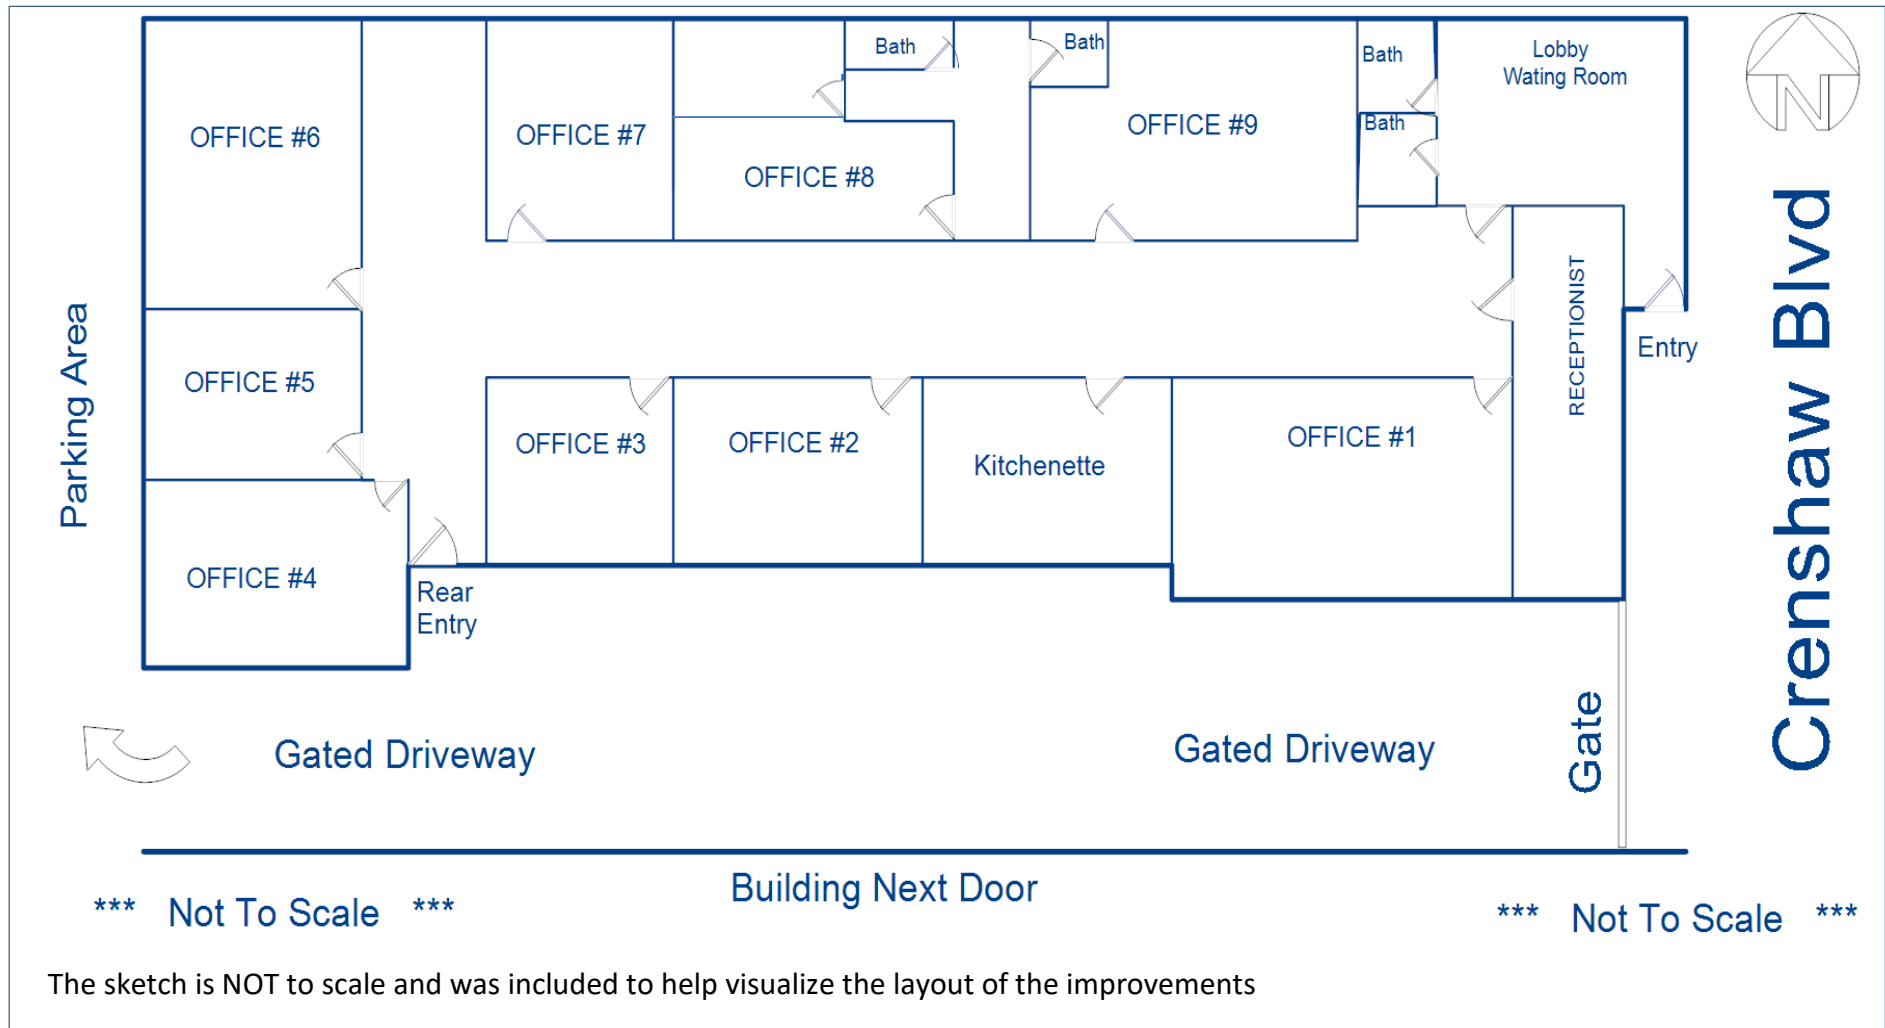 Bath
Bath
Bath
Lobby
Wating Room
N
OFFICE #6
OFFICE #7
OFFICE #8
OFFICE #9
Bath
RECEPTIONIST
Entry
Crenshaw Blvd
Parking Area
OFFICE #5
OFFICE #3
OFFICE #2
Kitchenette
OFFICE #1
OFFICE #4
Rear
Entry
Gated Driveway
Gated Driveway
Gate
Building Next Door
*** Not To Scale ***
*** Not To Scale ***
The sketch is NOT to scale and was included to help visualize the layout of the improvements